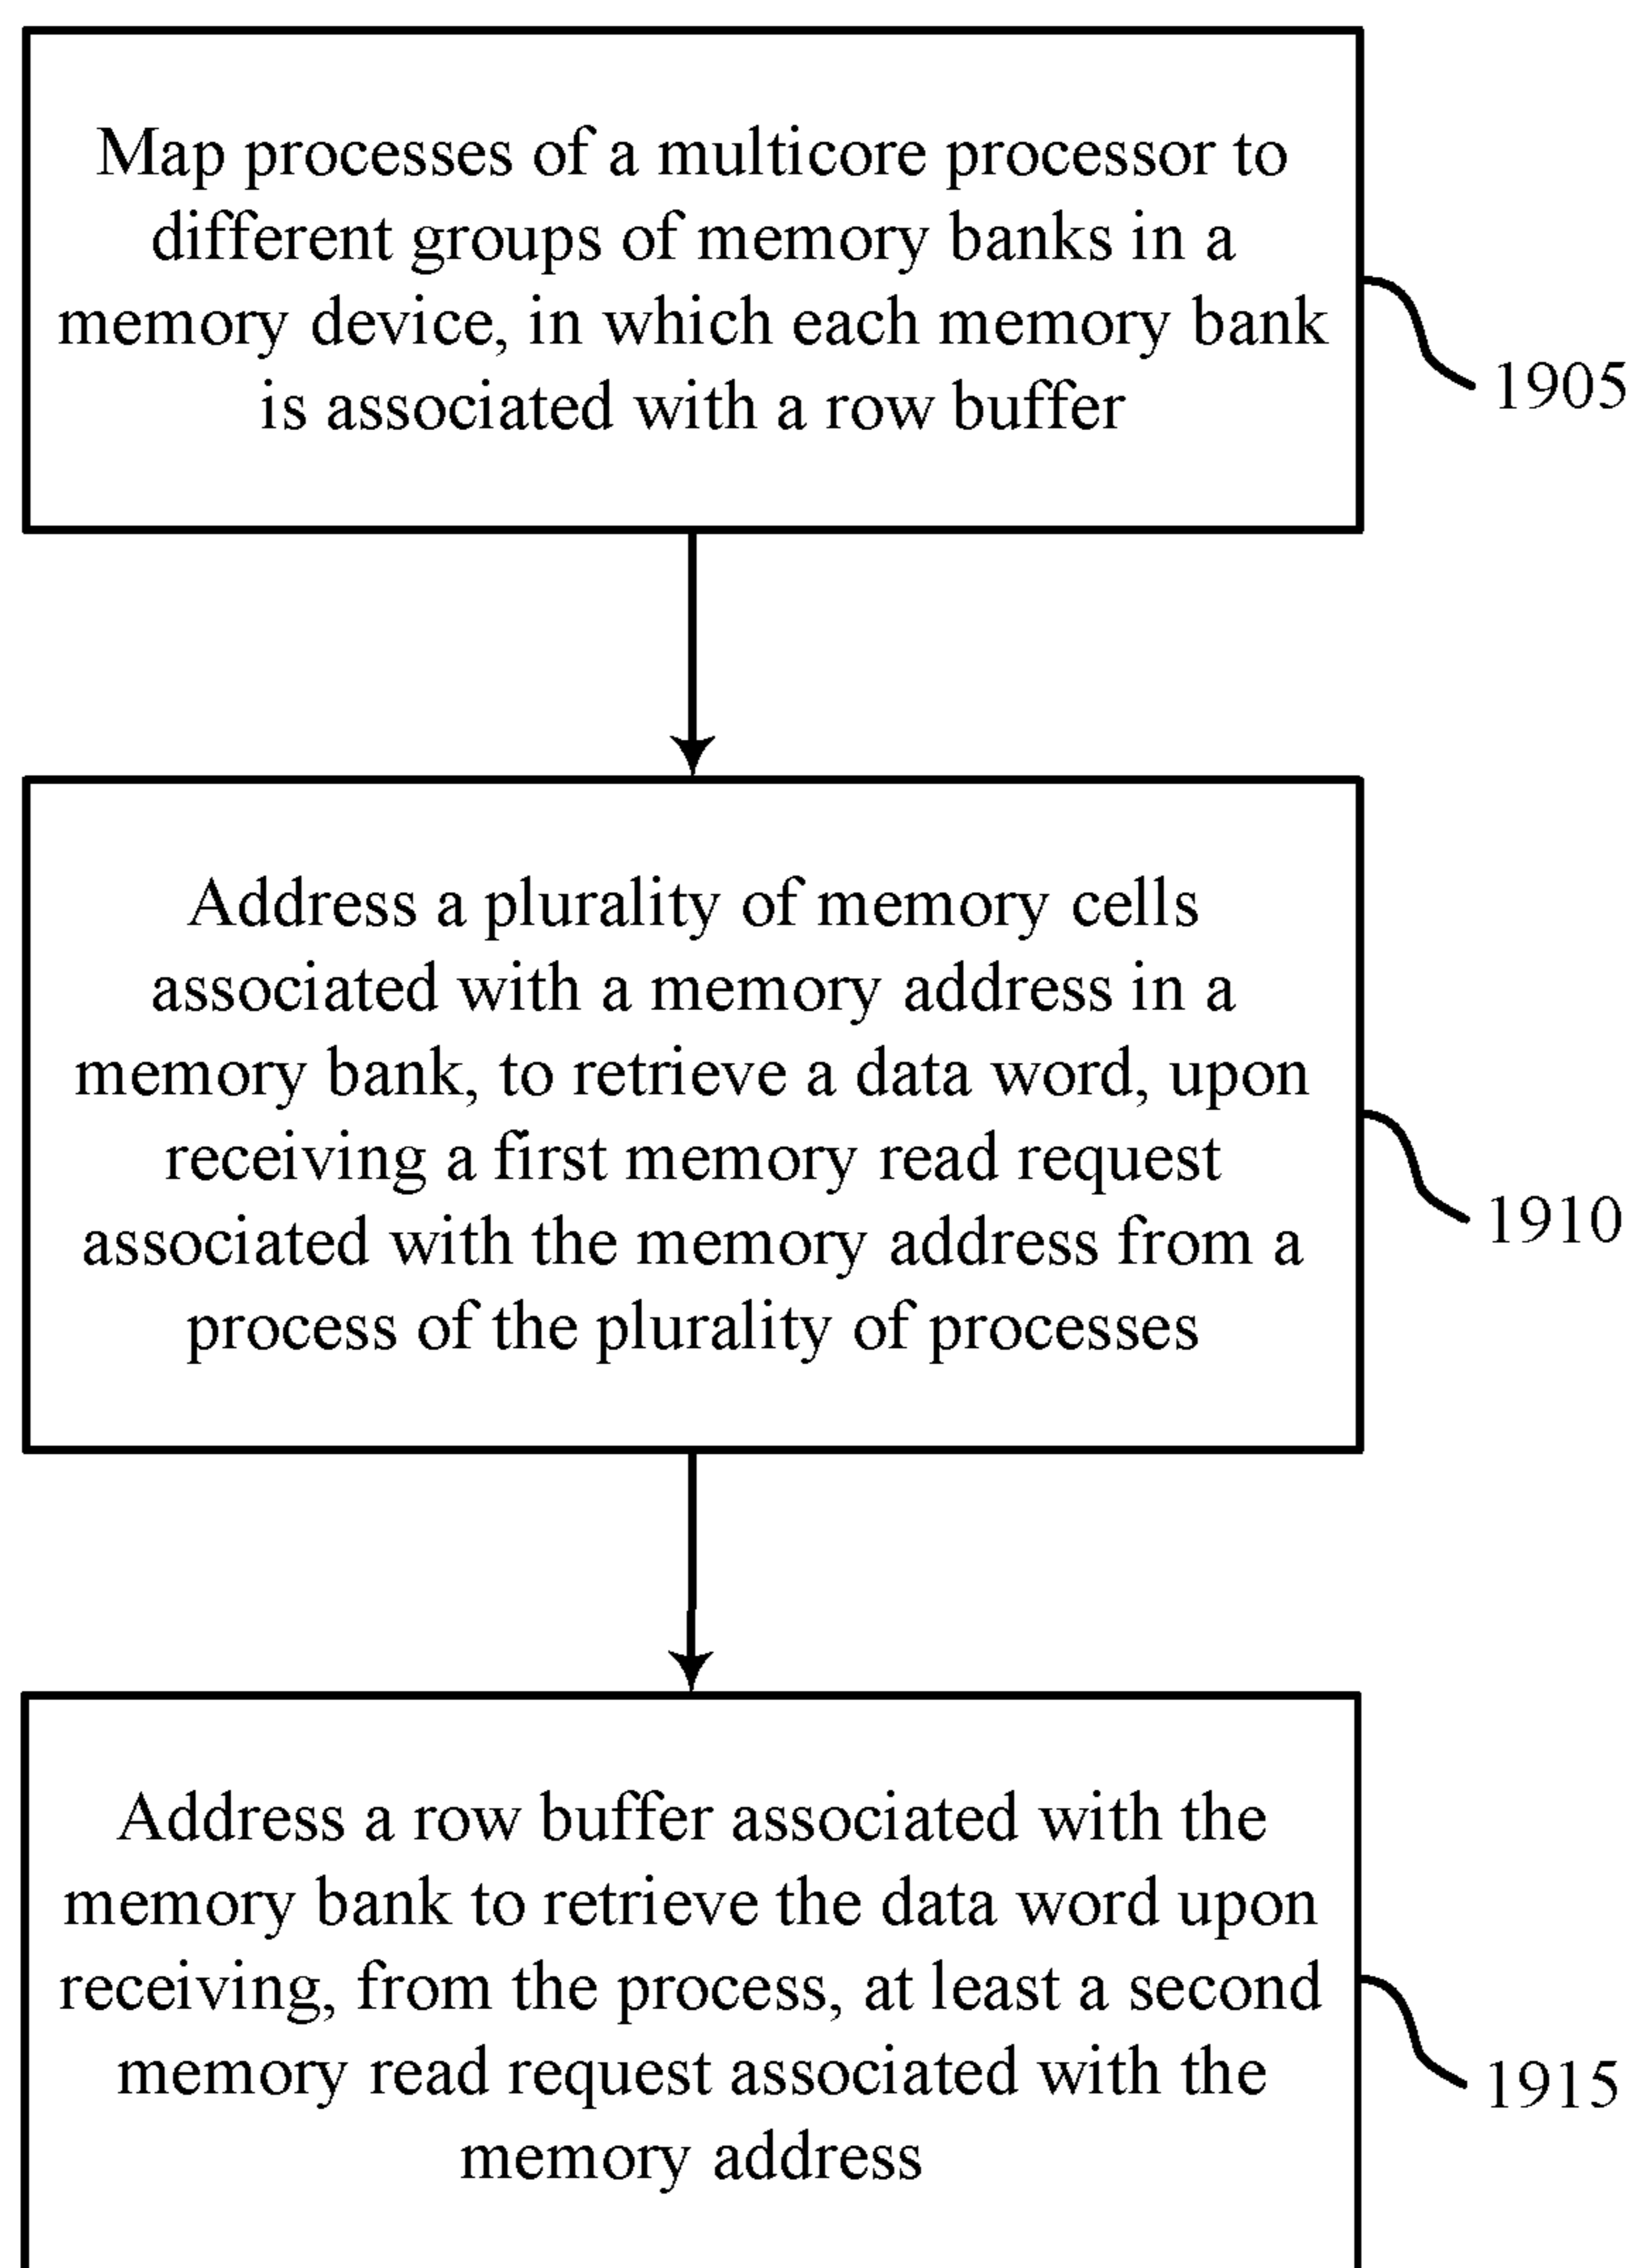 Map processes of a multicore processor to
different groups of memory banks in a
memory device, in which each memory bank
is associated with a row buffer
1905
Address a plurality of memory cells
associated with a memory address in a
memory bank, to retrieve a data word, upon
receiving a first memory read request
associated with the memory address from a
process of the plurality of processes
1910
Address a row buffer associated with the
memory bank to retrieve the data word upon
receiving, from the process, at least a second
memory read request associated with the
memory address
1915